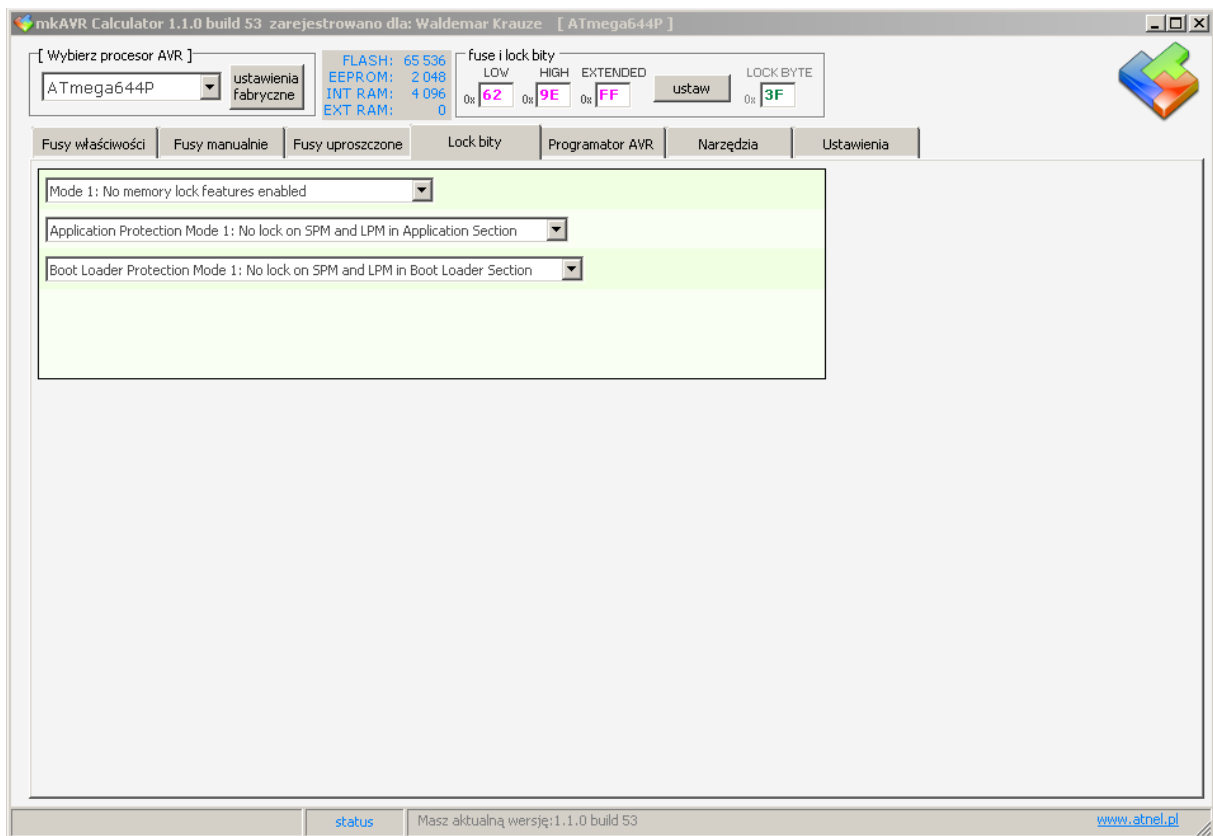 mkAVR Calculator 1.1.0 build 53 zarejestrowano dla: Waldemar Krauze [ ATmega644P ]
[ Wybierz procesor AVR ]
ATmega644P
ustawienia
fabryczne
FLASH: 65 536
EEPROM: 2 048
INT RAM: 4 096
EXT RAM: 0
fuse i lock bity
LOW HIGH EXTENDED LOCK BYTE
0x 62 0x 9E 0x FF ustaw 0x 3F
Fusy właściwości Fusy manualnie Fusy uproszczone Lock bity Programator AVR Narzędzia Ustawienia
Mode 1: No memory lock features enabled
Application Protection Mode 1: No lock on SPM and LPM in Application Section
Boot Loader Protection Mode 1: No lock on SPM and LPM in Boot Loader Section
status Masz aktualną wersję:1.1.0 build 53 www.atnel.pl